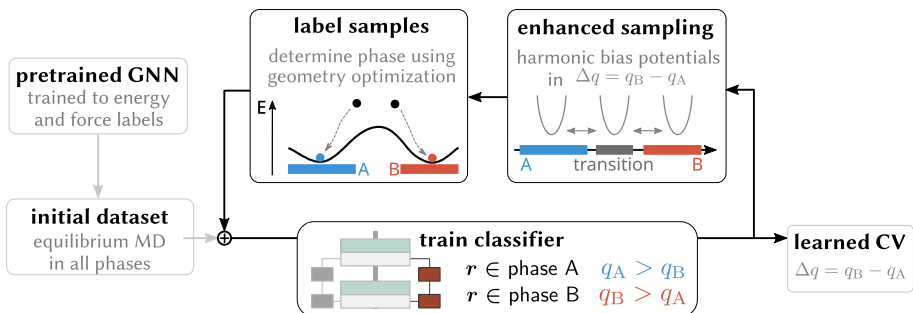 pretrained GNN
trained to energy
and force labels
initial dataset
equilibrium MD
in all phases
label samples
determine phase using
geometry optimization
E
A
B
enhanced sampling
harmonic bias potentials
in Δq = q_B − q_A
A
transition
B
train classifier
r ∈ phase A q_A > q_B
r ∈ phase B q_B > q_A
learned CV
Δq = q_B − q_A